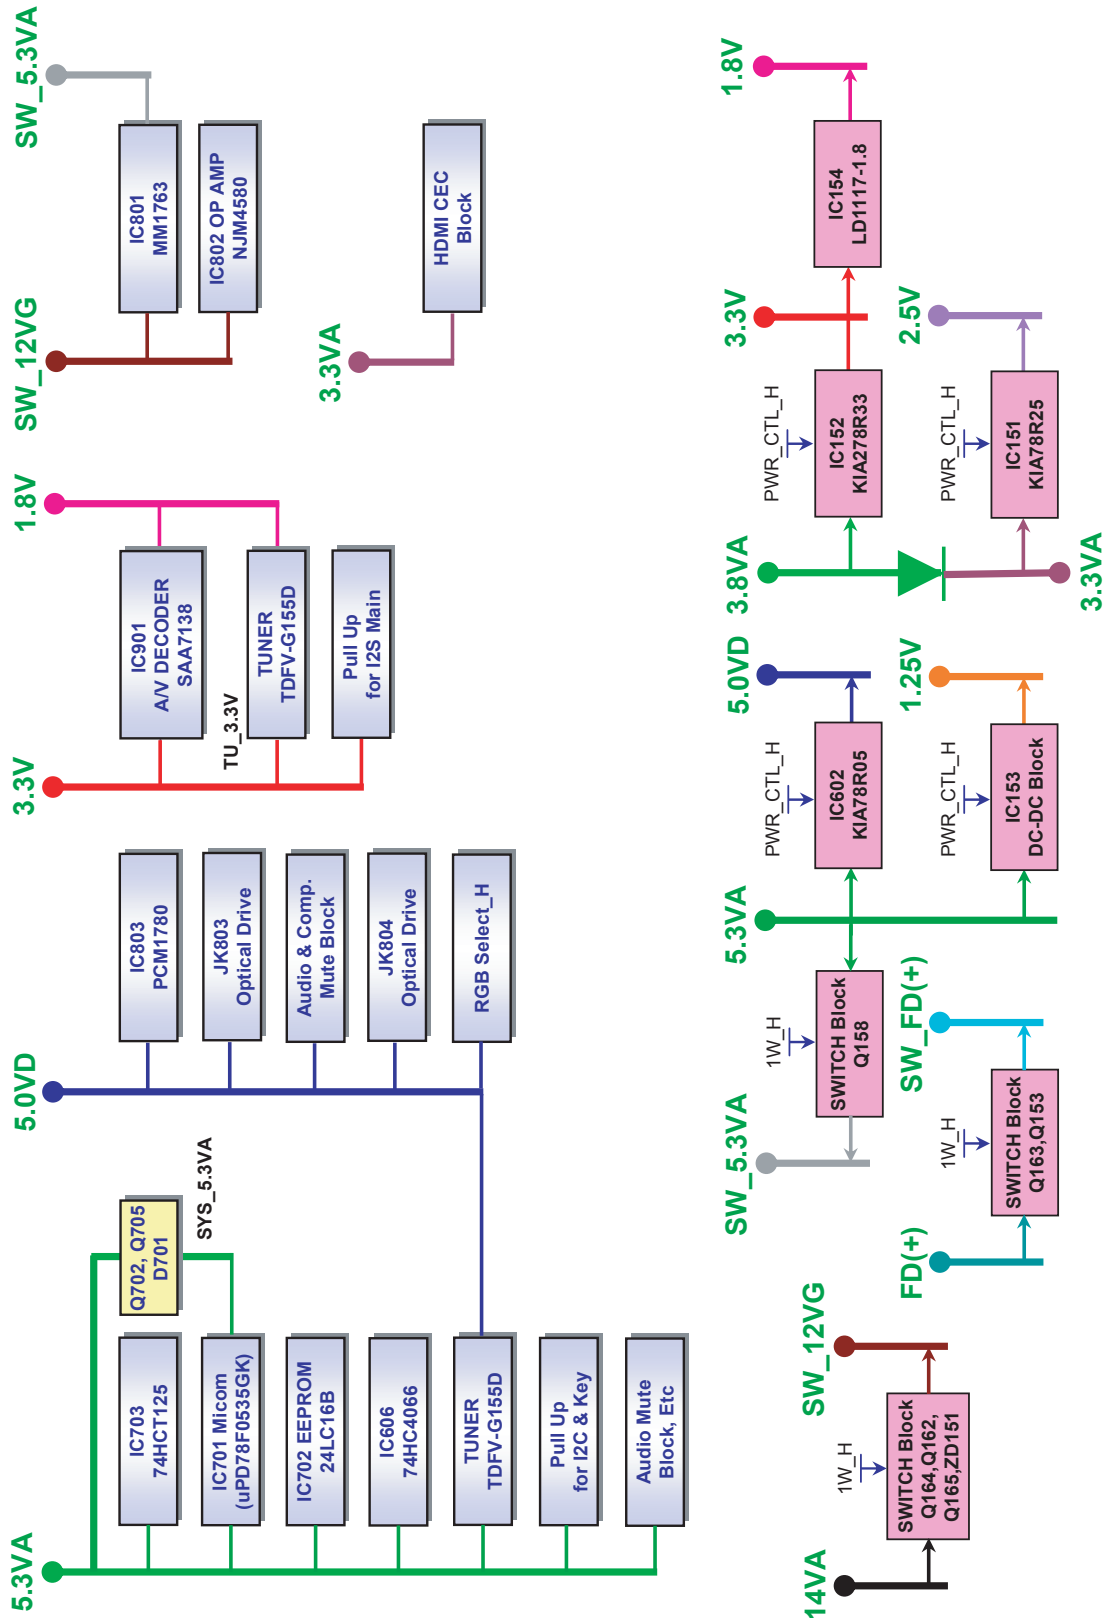 5.3VA
IC703
74HCT125
IC701 Micom
(uPD78F0535GK)
IC702 EEPROM
24LC16B
IC606
74HC4066
TUNER
TDFV-G155D
Pull Up
for I2C & Key
Audio Mute
Block, Etc
Q702, Q705
D701
SYS_5.3VA
5.0VD
IC803
PCM1780
JK803
Optical Drive
Audio & Comp.
Mute Block
JK804
Optical Drive
RGB Select_H
3.3V
IC901
A/V DECODER
SAA7138
TU_3.3V
TUNER
TDFV-G155D
Pull Up
for I2S Main
1.8V
SW_12VG
IC801
MM1763
IC802 OP AMP
NJM4580
SW_5.3VA
3.3VA
HDMI CEC
Block
14VA
1W_H
SWITCH Block
Q164,Q162,
Q165,ZD151
SW_12VG
FD(+)
1W_H
SWITCH Block
Q163,Q153
SW_FD(+)
SW_5.3VA
1W_H
SWITCH Block
Q158
5.3VA
PWR_CTL_H
IC602
KIA78R05
5.0VD
PWR_CTL_H
IC153
DC-DC Block
1.25V
3.8VA
3.3VA
PWR_CTL_H
IC152
KIA278R33
3.3V
IC154
LD1117-1.8
1.8V
PWR_CTL_H
IC151
KIA78R25
2.5V